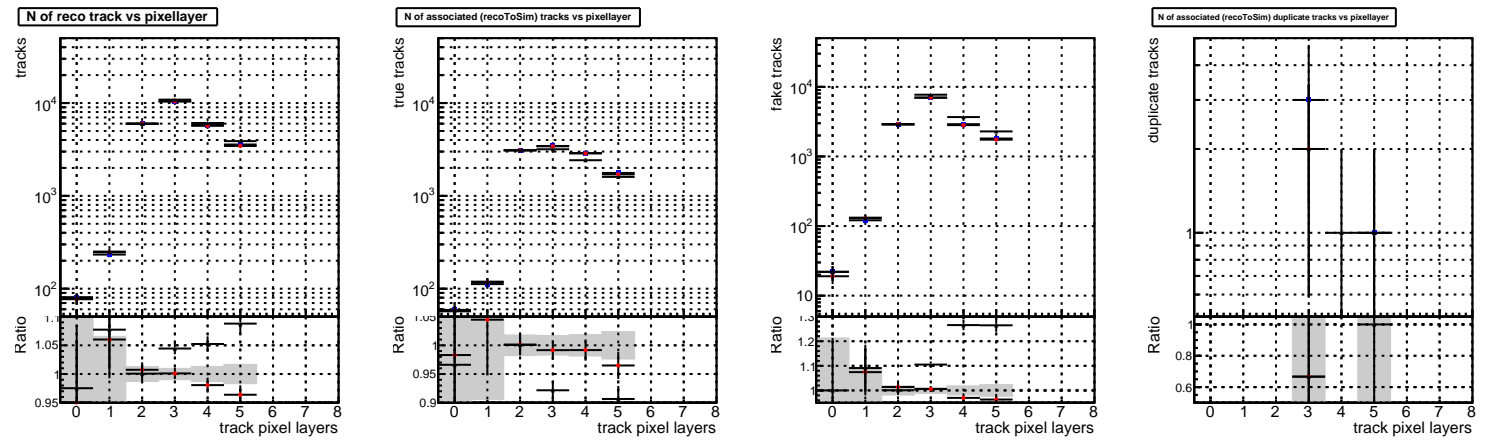 N of reco track vs pixellayer
tracks
10^4
10^3
10^2
Ratio
1.1
1.05
1
0.95
0 1 2 3 4 5 6 7 8
track pixel layers
N of associated (recoToSim) tracks vs pixellayer
true tracks
10^4
10^3
10^2
Ratio
1.05
1
0.95
0.9
0 1 2 3 4 5 6 7 8
track pixel layers
fake tracks
10^4
10^3
10^2
10
Ratio
1.3
1.2
1.1
1
0 1 2 3 4 5 6 7 8
track pixel layers
N of associated (recoToSim) duplicate tracks vs pixellayer
duplicate tracks
1
Ratio
1
0.8
0.6
0 1 2 3 4 5 6 7 8
track pixel layers